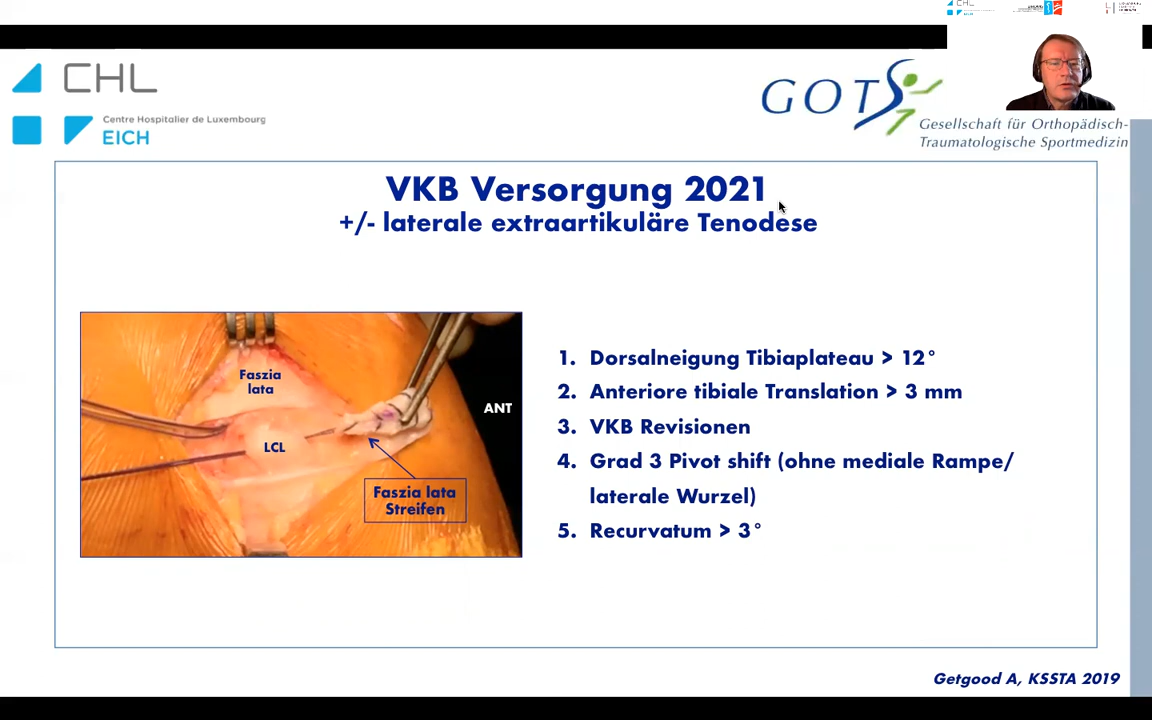 CHL
Centre Hospitalier de Luxembourg
EICH
GOTS
Gesellschaft für Orthopädisch-
Traumatologische Sportmedizin
VKB Versorgung 2021
+/- laterale extraartikuläre Tenodese
Faszia
lata
ANT
LCL
Faszia lata
Streifen
1. Dorsalneigung Tibiaplateau > 12°
2. Anteriore tibiale Translation > 3 mm
3. VKB Revisionen
4. Grad 3 Pivot shift (ohne mediale Rampe/
laterale Wurzel)
5. Recurvatum > 3°
Getgood A, KSSTA 2019